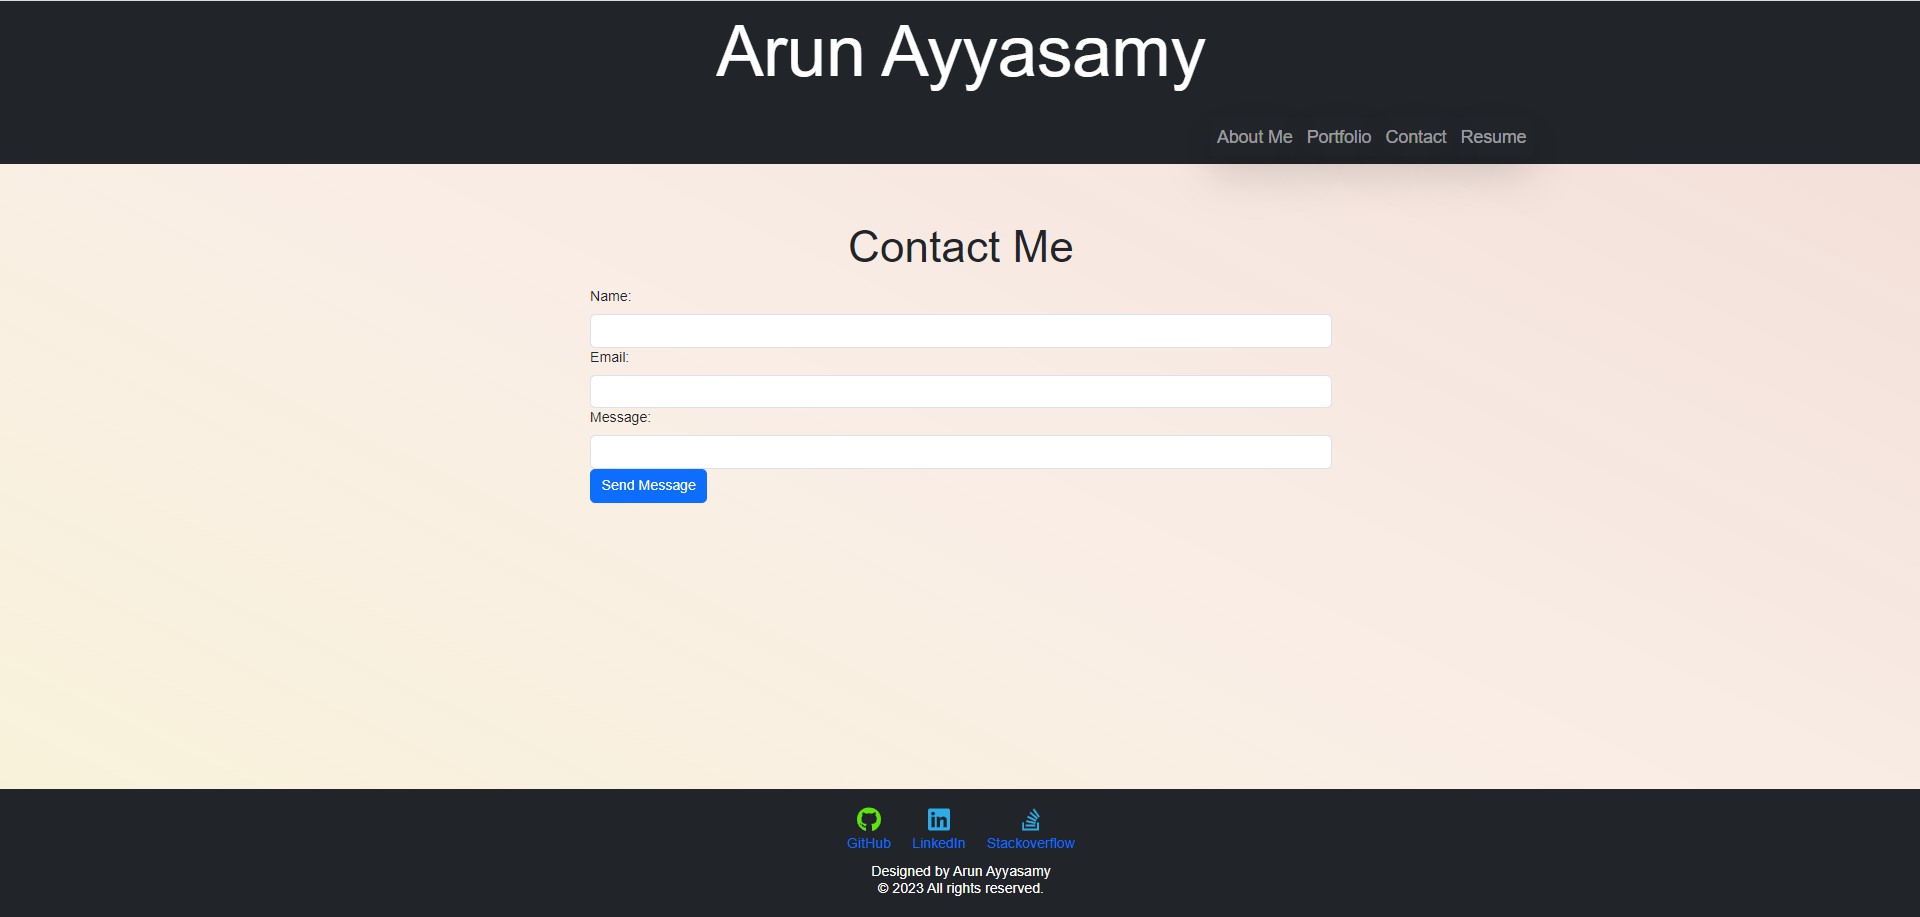 Arun Ayyasamy
About Me Portfolio Contact Resume
Contact Me
Name:
Email:
Message:
Send Message
GitHub LinkedIn Stackoverflow
Designed by Arun Ayyasamy
© 2023 All rights reserved.